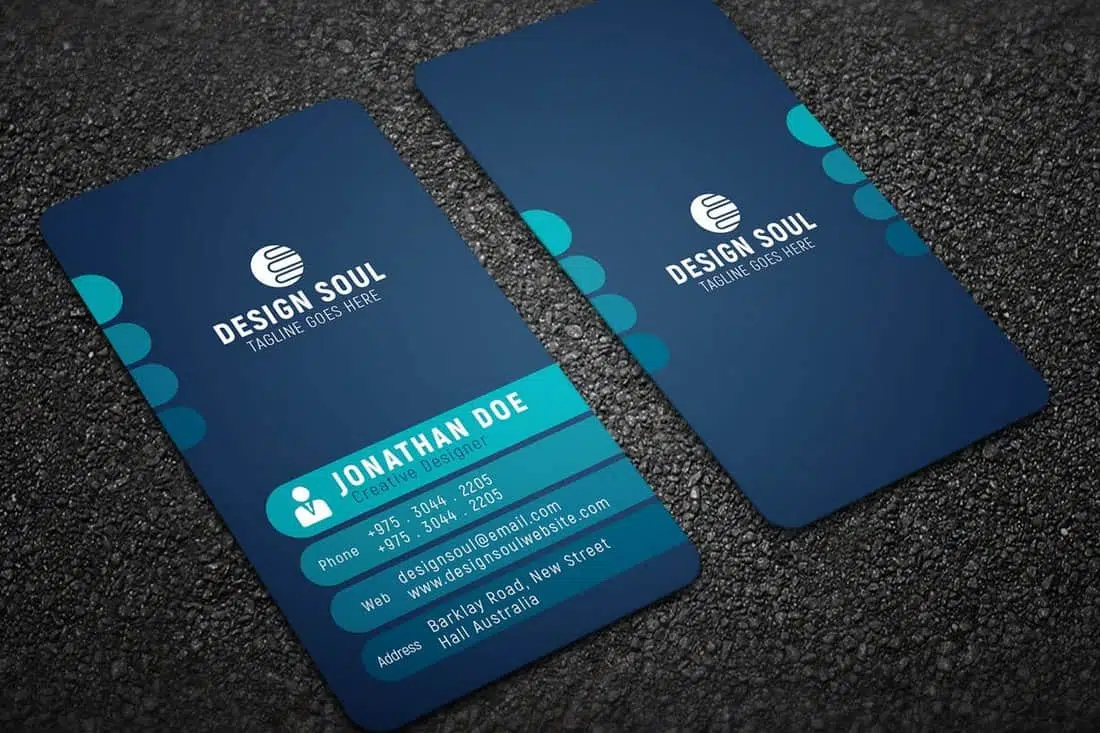 DESIGN SOUL
TAGLINE GOES HERE
JONATHAN DOE
Creative Designer
Phone
+975 . 3044 . 2205
+975 . 3044 . 2205
Web
designsoul@email.com
www.designsoulwebsite.com
Address
Barklay Road, New Street
Hall Australia
DESIGN SOUL
TAGLINE GOES HERE